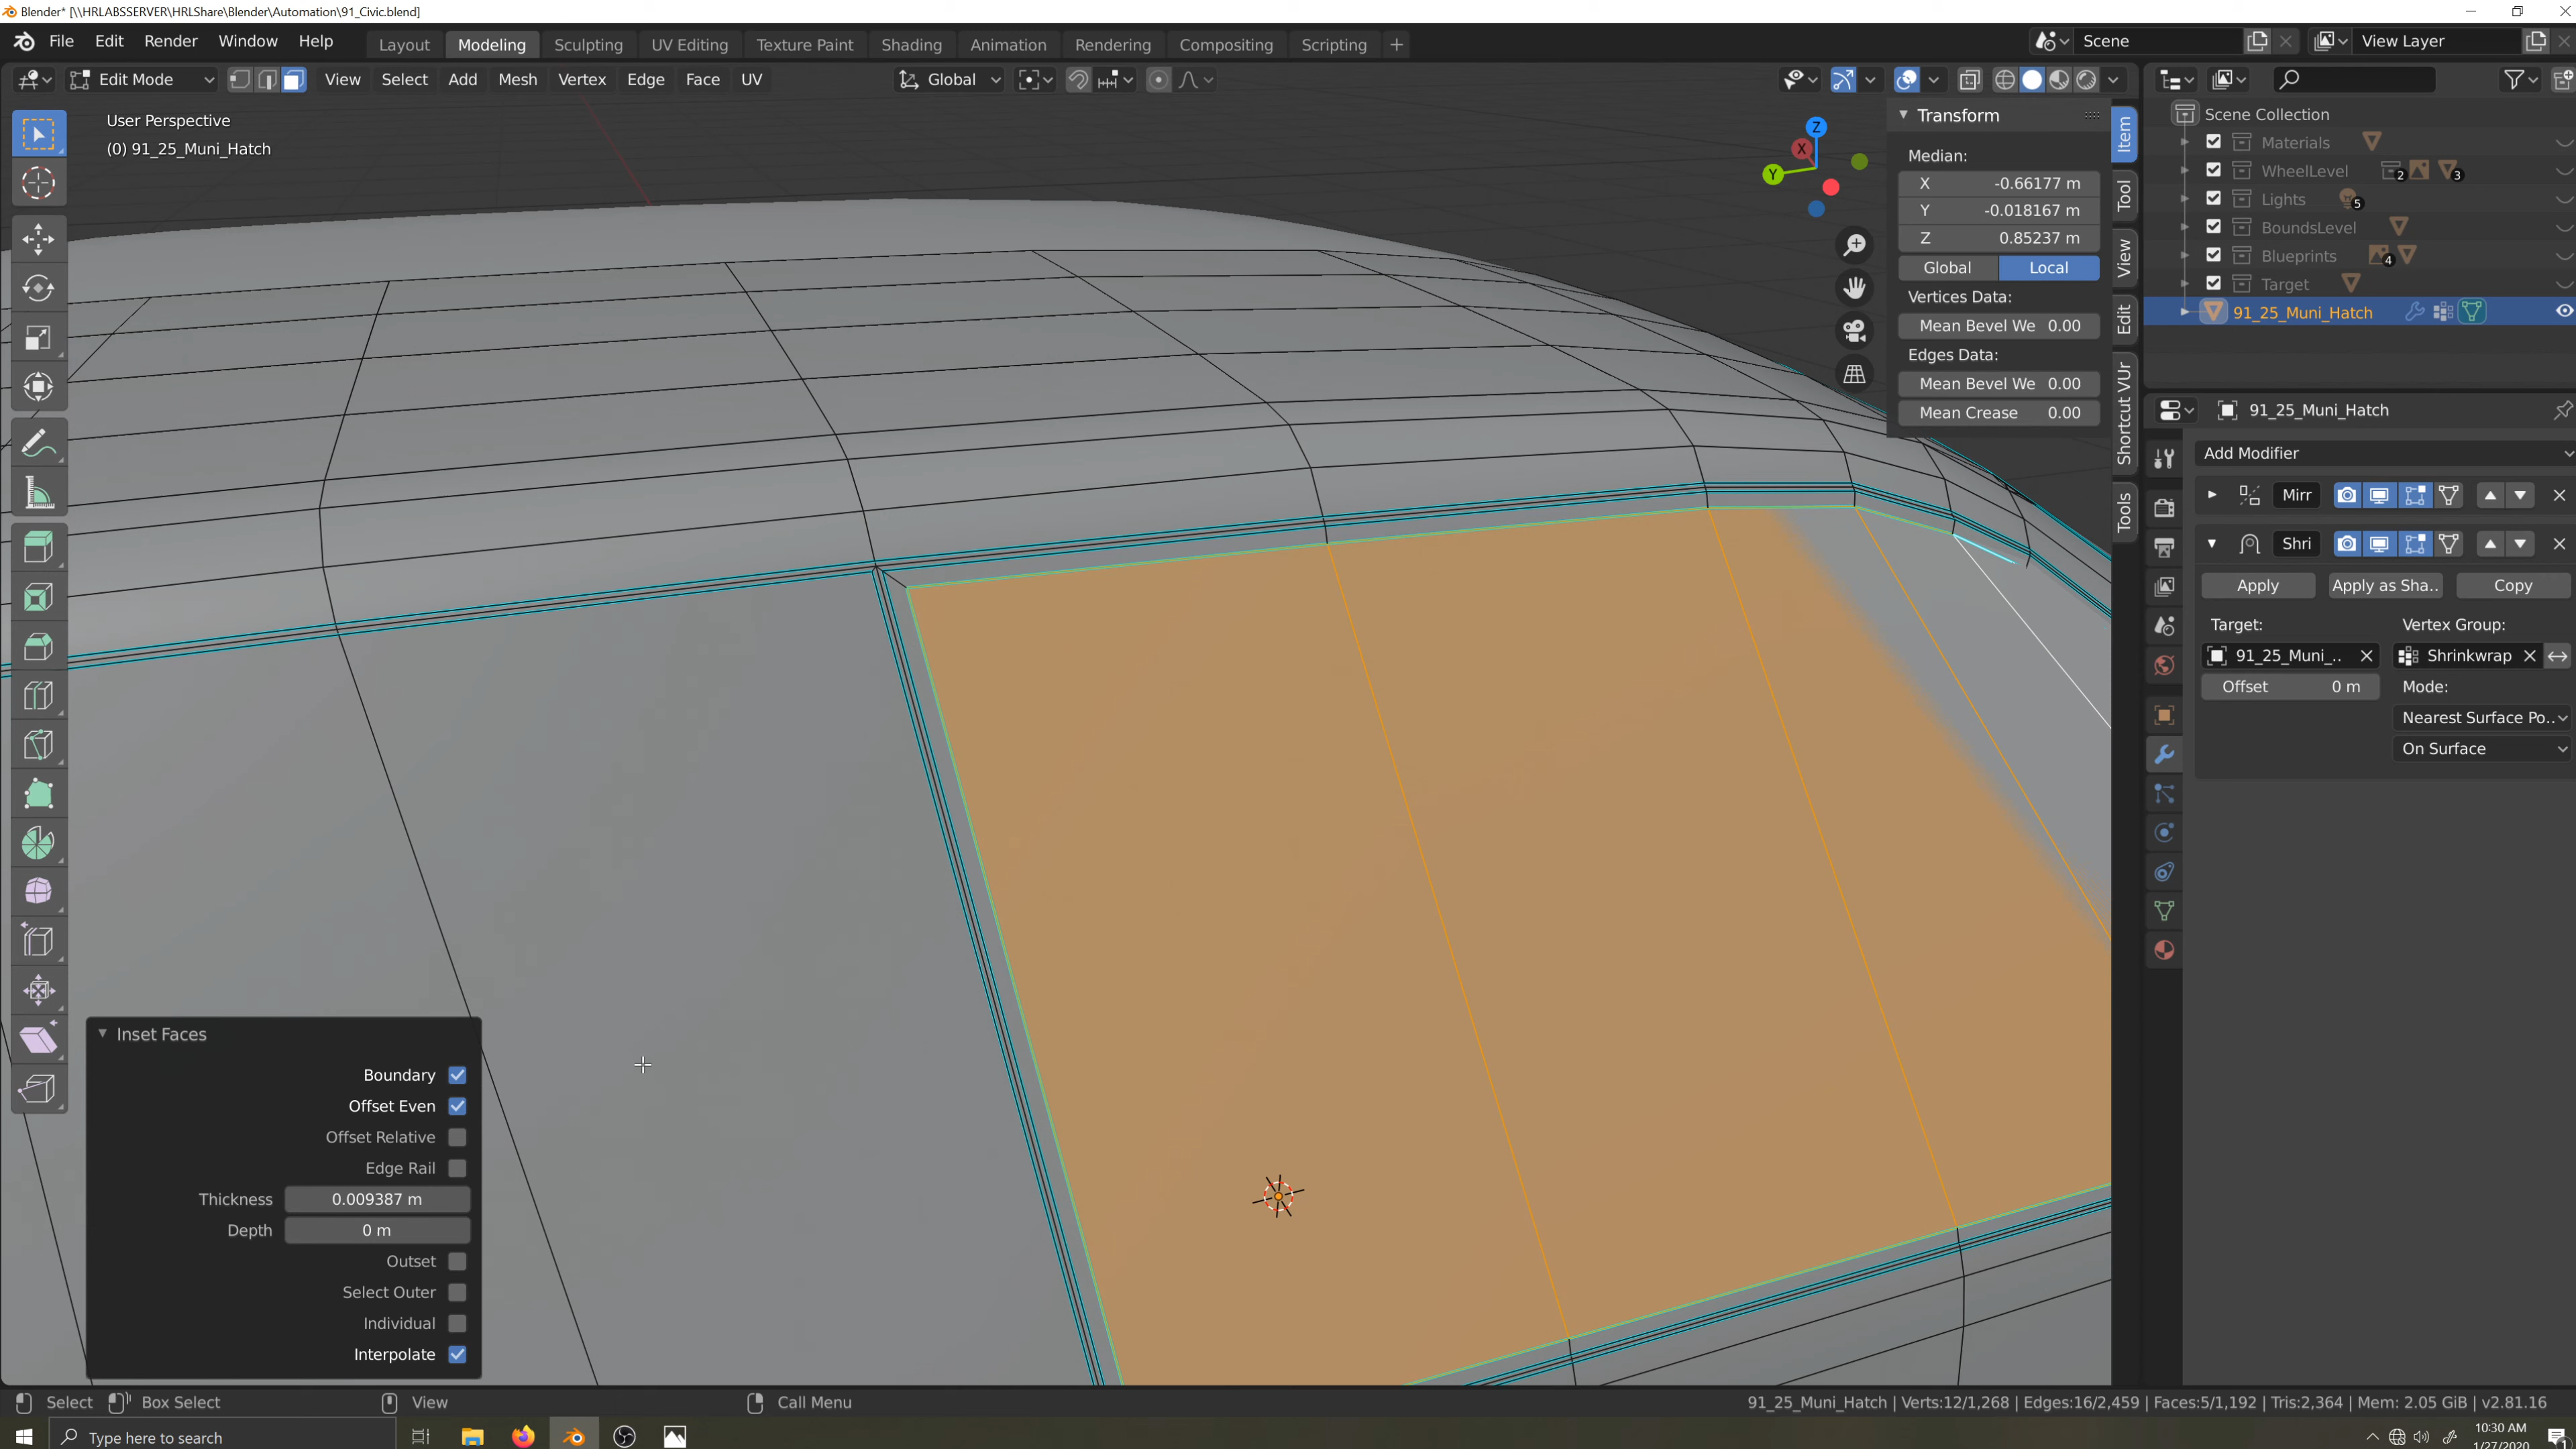 Blender* [\\HRLABSSERVER\HRLShare\Blender\Automation\91_Civic.blend]
File Edit Render Window Help Layout Modeling Sculpting UV Editing Texture Paint Shading Animation Rendering Compositing Scripting + Scene View Layer
Edit Mode View Select Add Mesh Vertex Edge Face UV Global
User Perspective
(0) 91_25_Muni_Hatch
Z
X
Y
Transform
Median:
X -0.66177 m
Y -0.018167 m
Z 0.85237 m
Global Local
Vertices Data:
Mean Bevel We 0.00
Edges Data:
Mean Bevel We 0.00
Mean Crease 0.00
Item
Tool
View
Edit
Shortcut VUr
Tools
Scene Collection
Materials
WheelLevel 2 3
Lights 5
BoundsLevel
Blueprints 4
Target
91_25_Muni_Hatch
91_25_Muni_Hatch
Add Modifier
Mirr
Shri
Apply Apply as Sha.. Copy
Target: Vertex Group:
91_25_Muni_.. Shrinkwrap
Offset 0 m Mode:
Nearest Surface Po..
On Surface
Inset Faces
Boundary
Offset Even
Offset Relative
Edge Rail
Thickness 0.009387 m
Depth 0 m
Outset
Select Outer
Individual
Interpolate
Select Box Select View Call Menu
91_25_Muni_Hatch | Verts:12/1,268 | Edges:16/2,459 | Faces:5/1,192 | Tris:2,364 | Mem: 2.05 GiB | v2.81.16
Type here to search
10:30 AM
1/27/2020